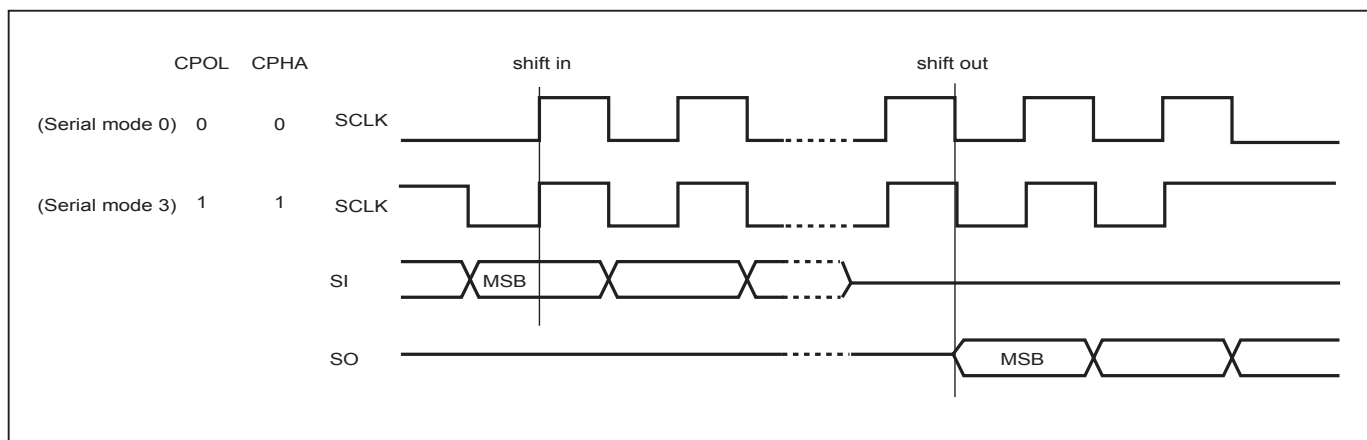 CPOL CPHA shift in shift out
(Serial mode 0) 0 0 SCLK
(Serial mode 3) 1 1 SCLK
SI MSB
SO MSB